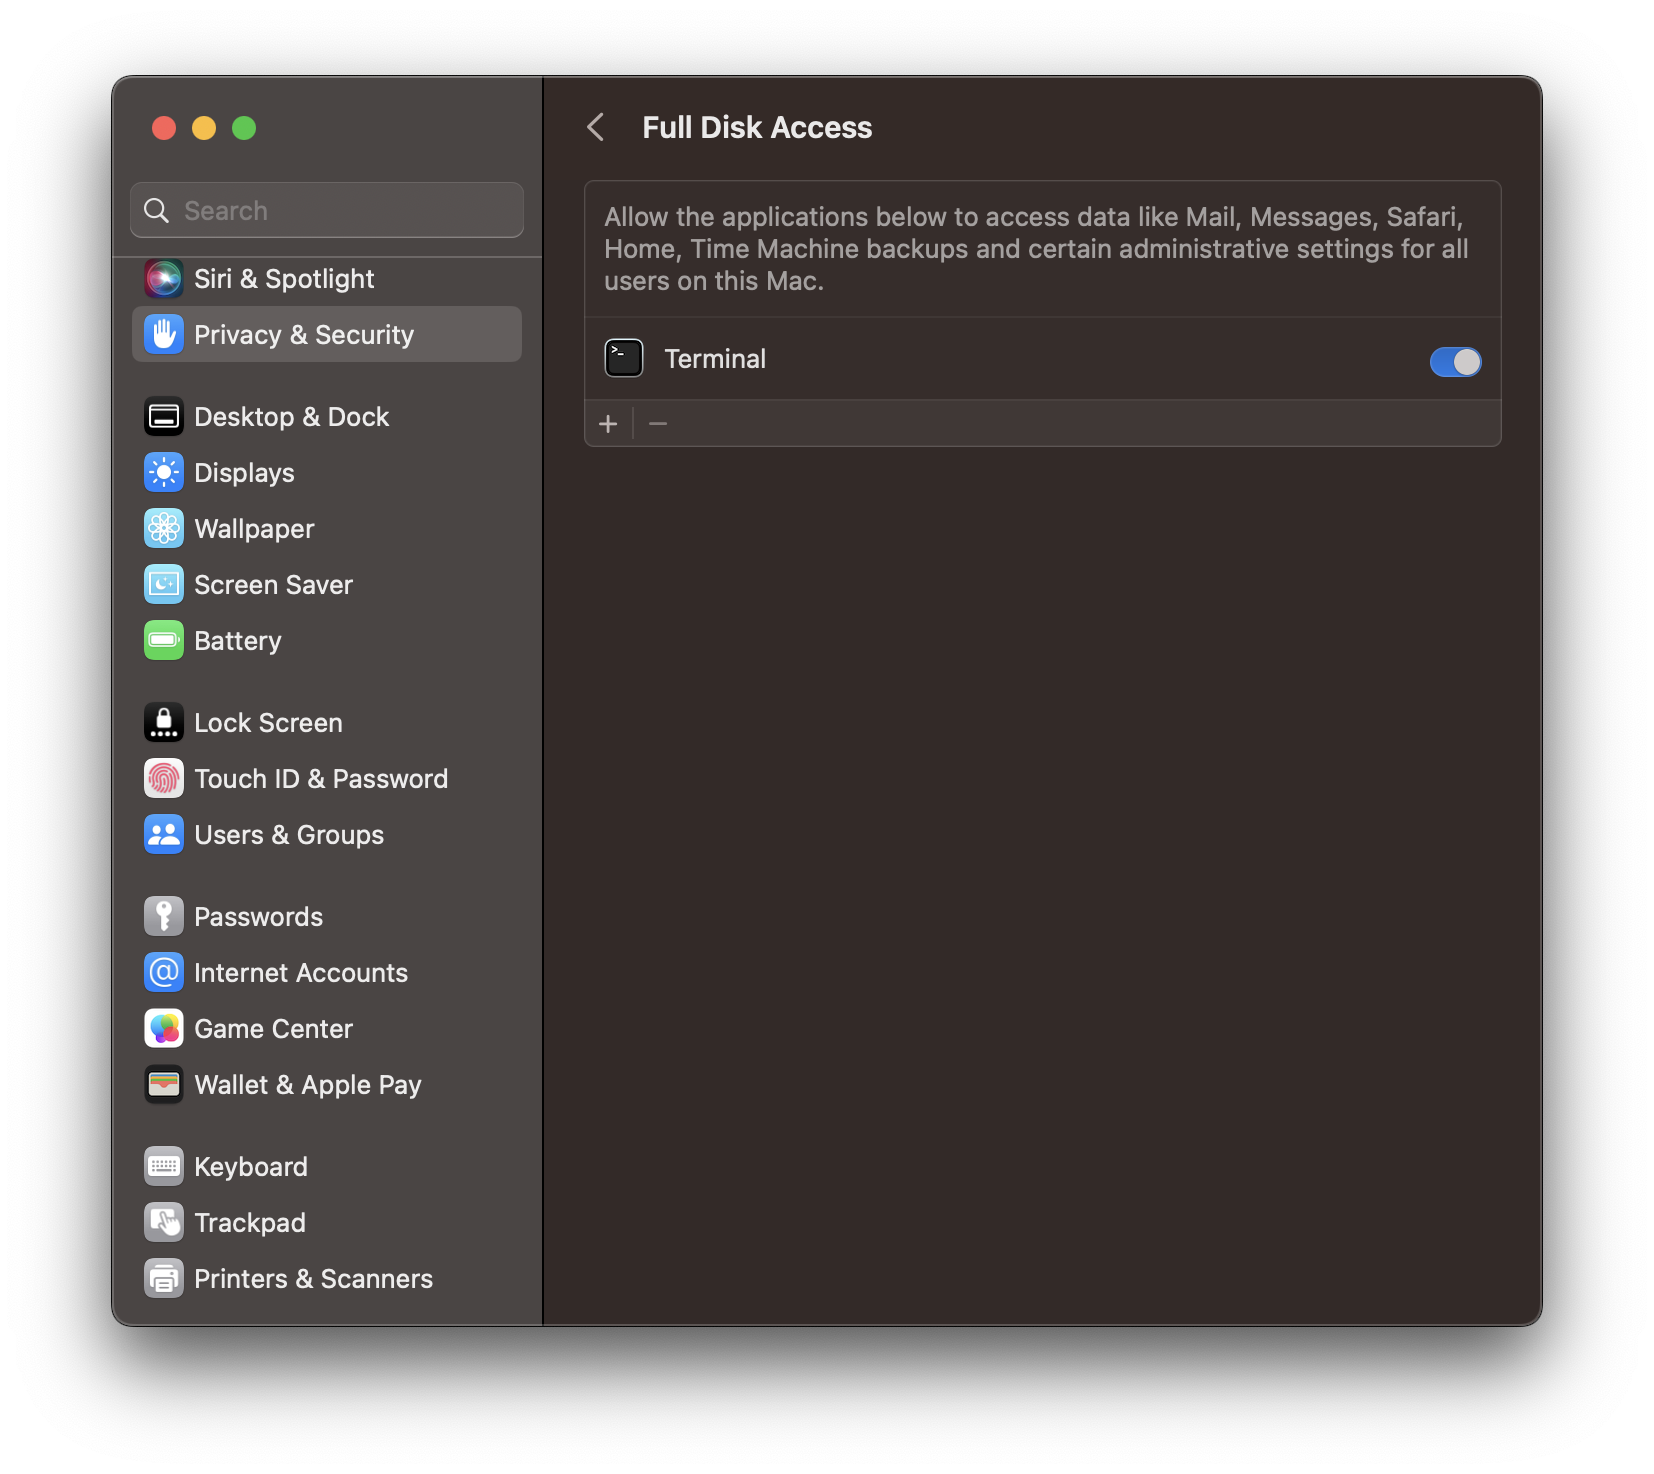 Search
Siri & Spotlight
Privacy & Security
Desktop & Dock
Displays
Wallpaper
Screen Saver
Battery
Lock Screen
Touch ID & Password
Users & Groups
Passwords
Internet Accounts
Game Center
Wallet & Apple Pay
Keyboard
Trackpad
Printers & Scanners
Full Disk Access
Allow the applications below to access data like Mail, Messages, Safari,
Home, Time Machine backups and certain administrative settings for all
users on this Mac.
Terminal